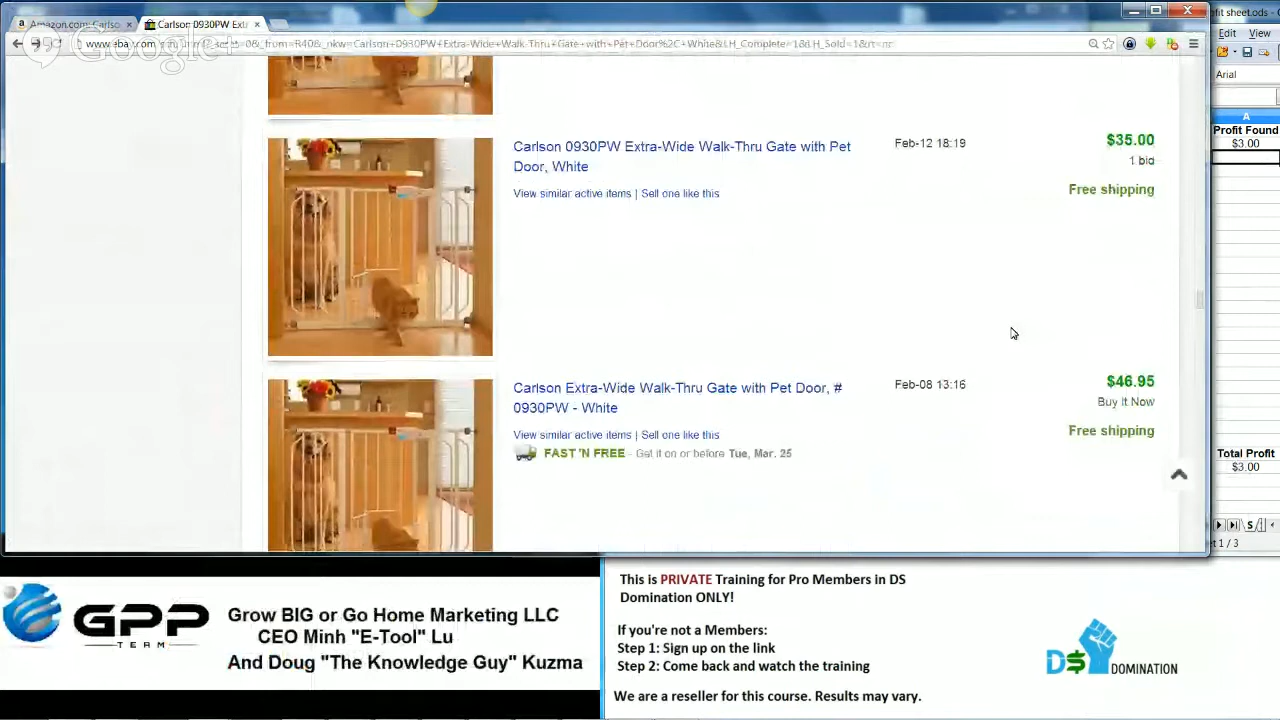 Amazon.com: Carlso
Carlson 0930PW Extr
fit sheet.ods - O
Edit View
Google+
Arial
A
Profit Found
$3.00
Carlson 0930PW Extra-Wide Walk-Thru Gate with Pet
Door, White
Feb-12 18:19
$35.00
1 bid
View similar active items | Sell one like this
Free shipping
Carlson Extra-Wide Walk-Thru Gate with Pet Door, #
0930PW - White
Feb-08 13:16
$46.95
Buy It Now
View similar active items | Sell one like this
Free shipping
FAST 'N FREE - Get it on or before Tue, Mar. 25
Total Profit
$3.00
GPP
TEAM
Grow BIG or Go Home Marketing LLC
CEO Minh "E-Tool" Lu
And Doug "The Knowledge Guy" Kuzma
This is PRIVATE Training for Pro Members in DS
Domination ONLY!
If you're not a Members:
Step 1: Sign up on the link
Step 2: Come back and watch the training
We are a reseller for this course. Results may vary.
D$ DOMINATION